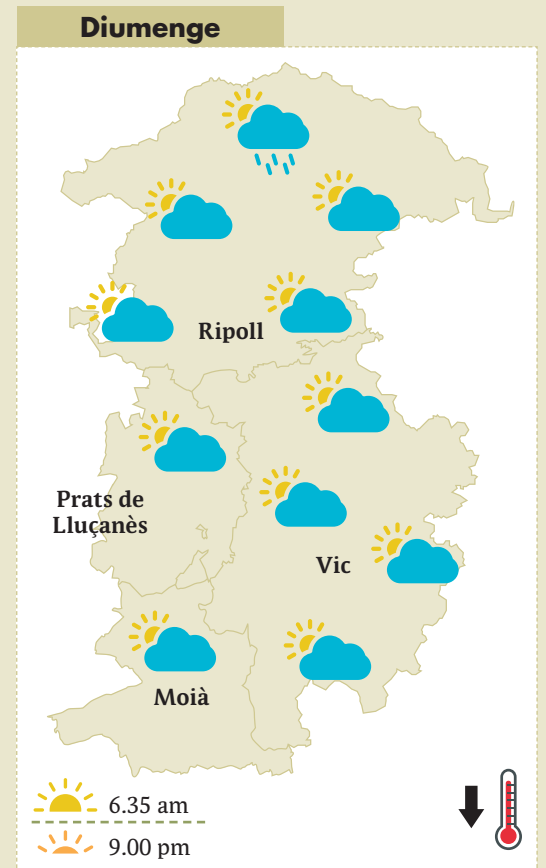 Diumenge
Ripoll
Prats de
Lluçanès
Vic
Moià
6.35 am
9.00 pm